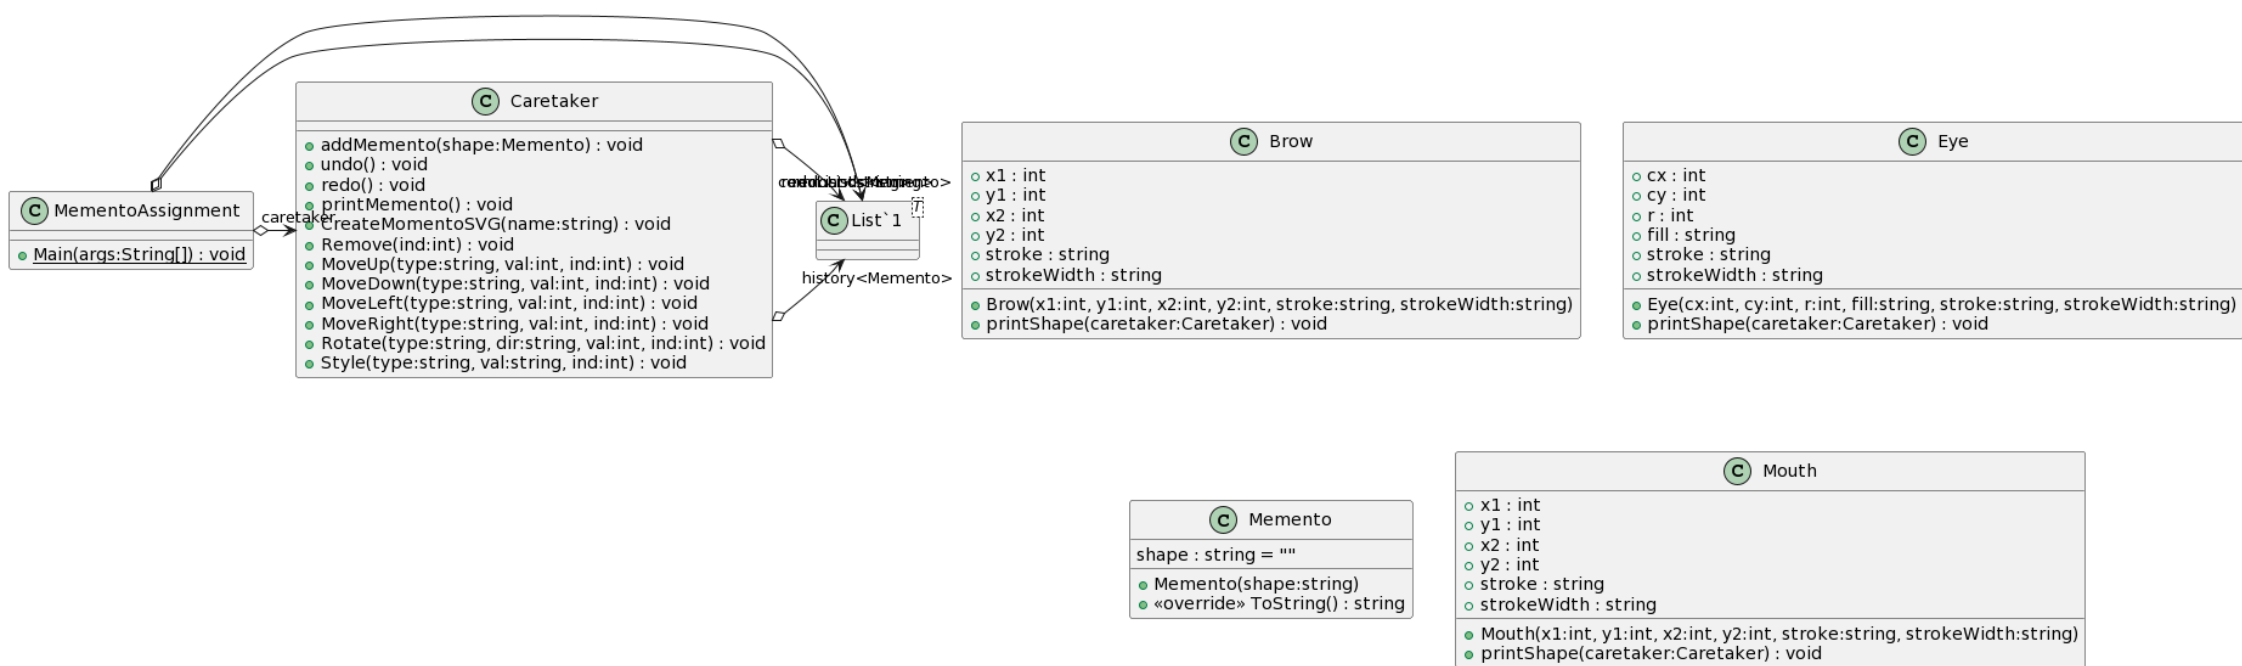 C MementoAssignment
Main(args:String[]) : void
caretaker
C Caretaker
addMemento(shape:Memento) : void
undo() : void
redo() : void
printMemento() : void
CreateMomentoSVG(name:string) : void
Remove(ind:int) : void
MoveUp(type:string, val:int, ind:int) : void
MoveDown(type:string, val:int, ind:int) : void
MoveLeft(type:string, val:int, ind:int) : void
MoveRight(type:string, val:int, ind:int) : void
Rotate(type:string, dir:string, val:int, ind:int) : void
Style(type:string, val:string, ind:int) : void
C List`1
T
history<Memento>
C Brow
x1 : int
y1 : int
x2 : int
y2 : int
stroke : string
strokeWidth : string
Brow(x1:int, y1:int, x2:int, y2:int, stroke:string, strokeWidth:string)
printShape(caretaker:Caretaker) : void
C Eye
cx : int
cy : int
r : int
fill : string
stroke : string
strokeWidth : string
Eye(cx:int, cy:int, r:int, fill:string, stroke:string, strokeWidth:string)
printShape(caretaker:Caretaker) : void
C Memento
shape : string = ""
Memento(shape:string)
«override» ToString() : string
C Mouth
x1 : int
y1 : int
x2 : int
y2 : int
stroke : string
strokeWidth : string
Mouth(x1:int, y1:int, x2:int, y2:int, stroke:string, strokeWidth:string)
printShape(caretaker:Caretaker) : void